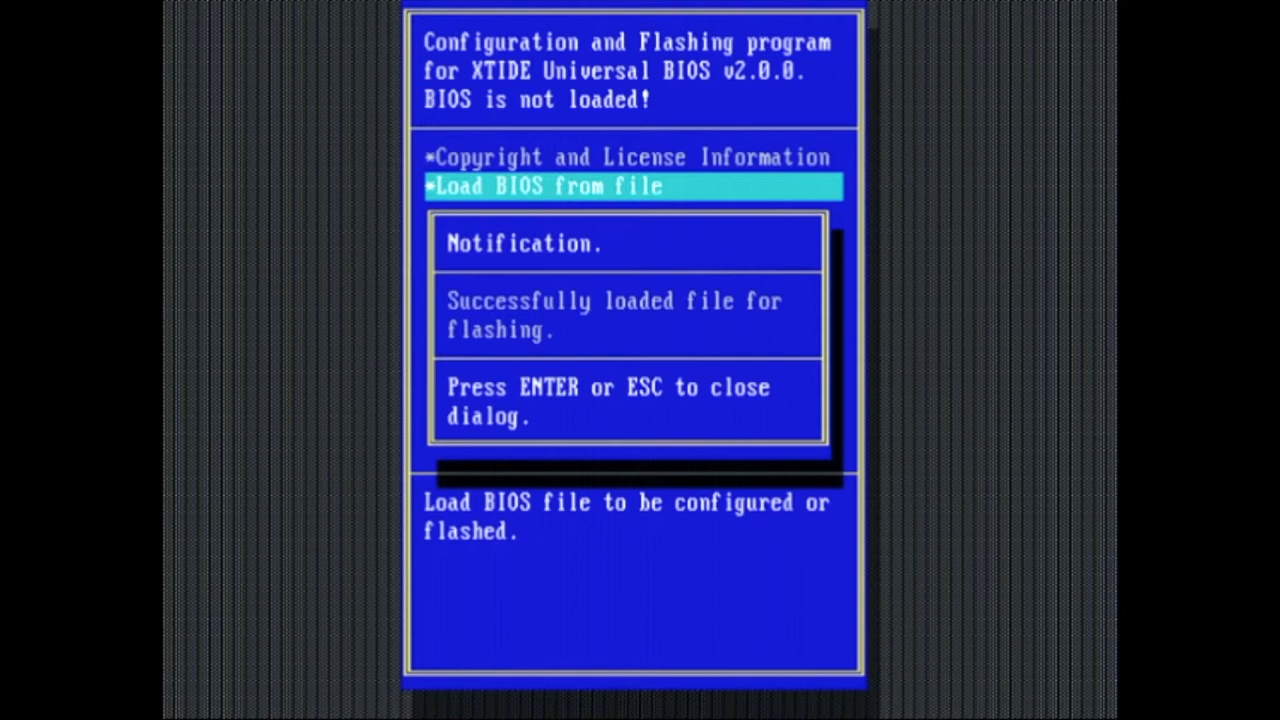 Configuration and Flashing program
for XTIDE Universal BIOS v2.0.0.
BIOS is not loaded!
*Copyright and License Information
*Load BIOS from file
Notification.
Successfully loaded file for
flashing.
Press ENTER or ESC to close
dialog.
Load BIOS file to be configured or
flashed.